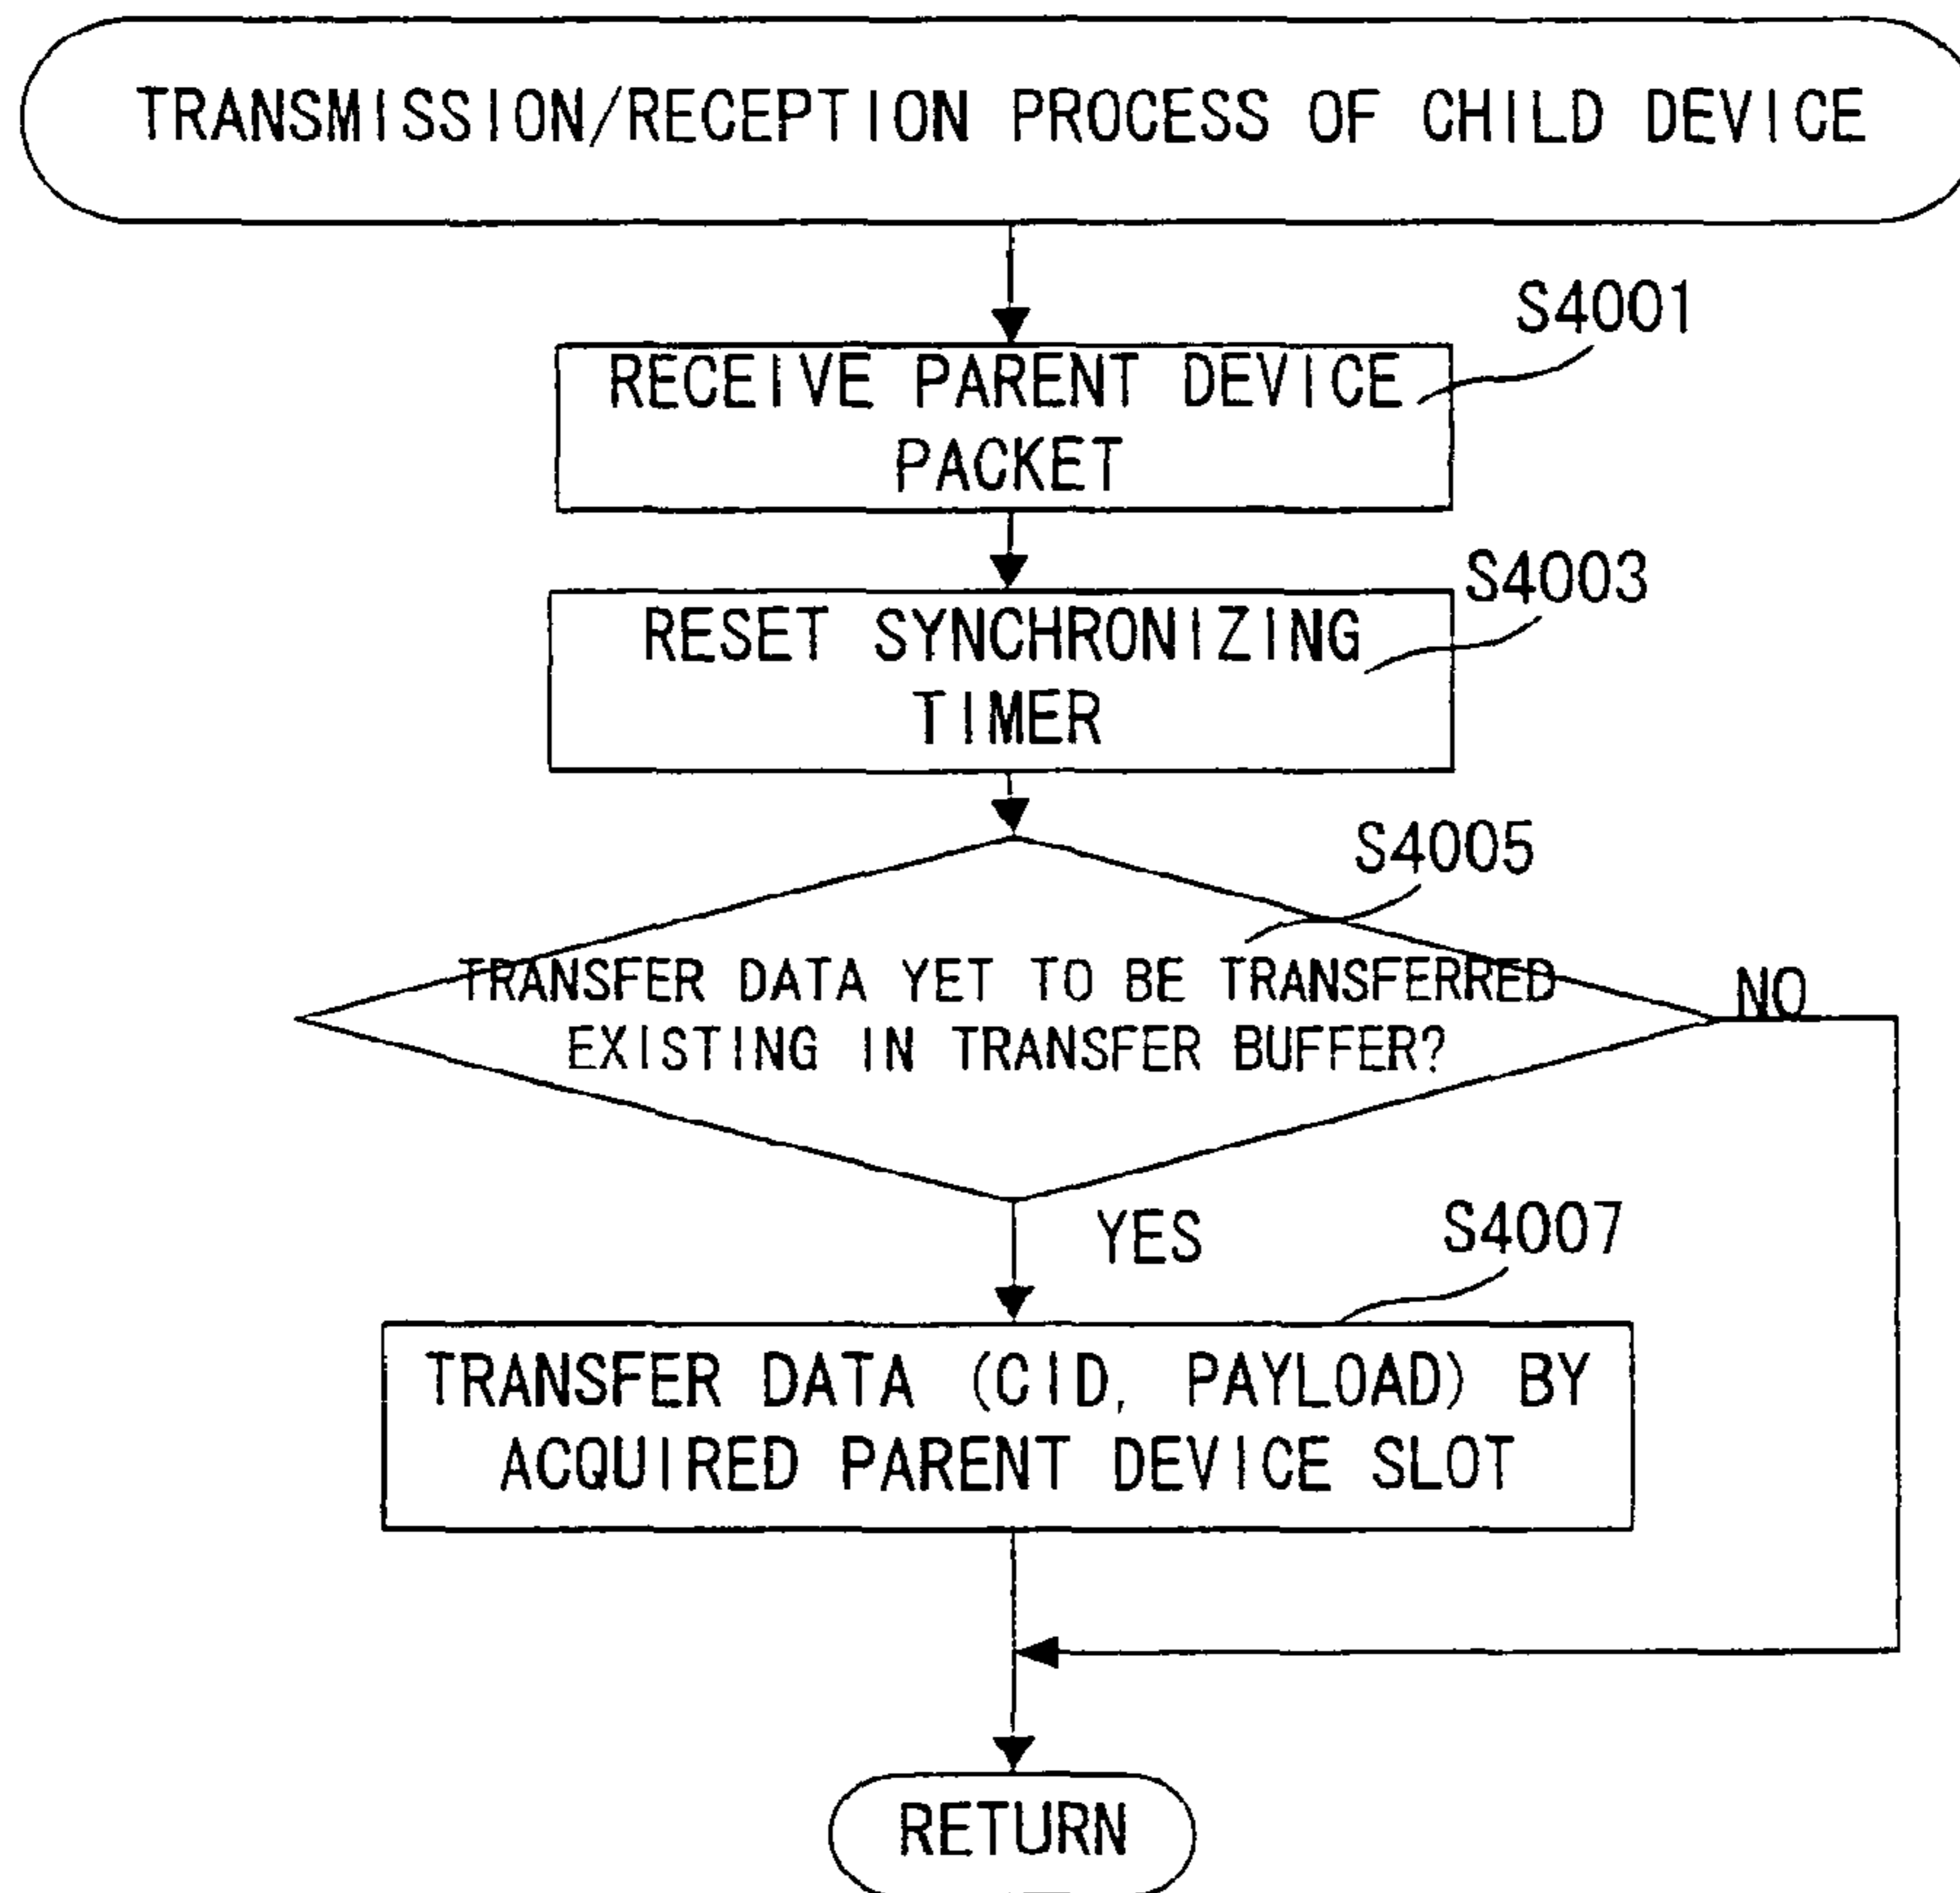 TRANSMISSION/RECEPTION PROCESS OF CHILD DEVICE
S4001
RECEIVE PARENT DEVICE
PACKET
S4003
RESET SYNCHRONIZING
TIMER
S4005
TRANSFER DATA YET TO BE TRANSFERRED
EXISTING IN TRANSFER BUFFER?
NO
YES
S4007
TRANSFER DATA (CID, PAYLOAD) BY
ACQUIRED PARENT DEVICE SLOT
RETURN